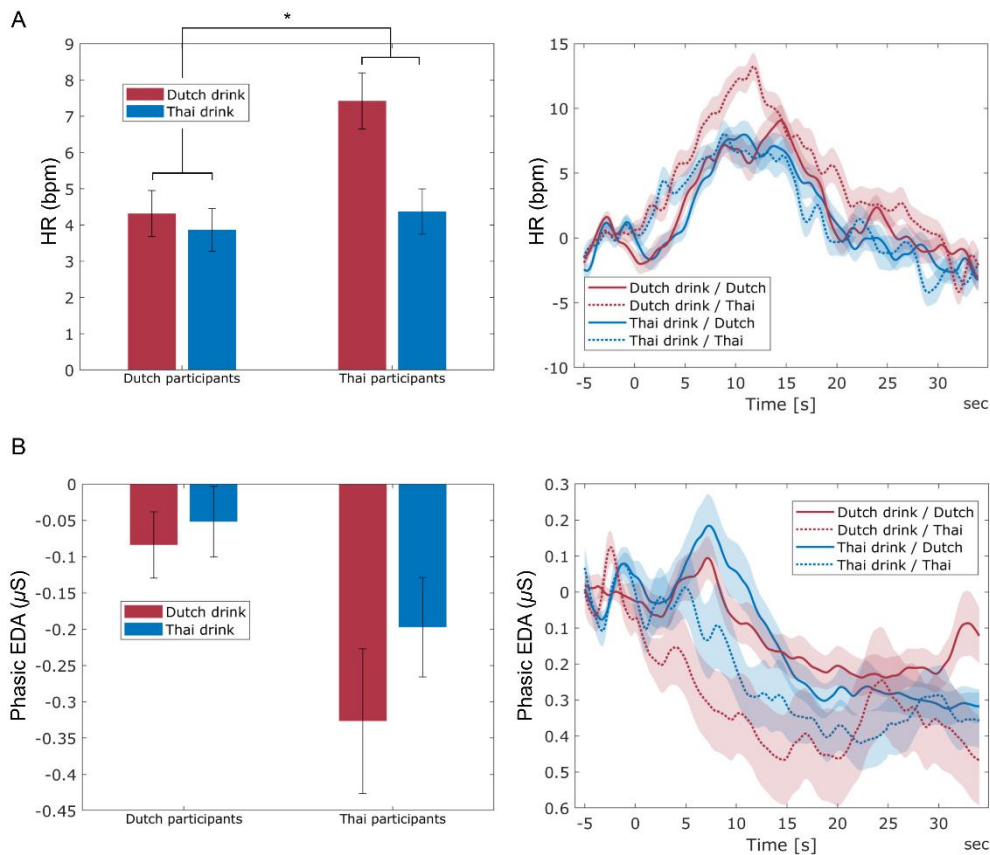 A
*
9
8
7
6
5
4
3
2
1
0
HR (bpm)
Dutch drink
Thai drink
Dutch participants
Thai participants
15
10
5
0
-5
-10
HR (bpm)
Dutch drink / Dutch
Dutch drink / Thai
Thai drink / Dutch
Thai drink / Thai
-5 0 5 10 15 20 25 30
sec
Time [s]
B
0
-0.05
-0.1
-0.15
-0.2
-0.25
-0.3
-0.35
-0.4
-0.45
Phasic EDA (µS)
Dutch drink
Thai drink
Dutch participants
Thai participants
0.3
0.2
0.1
0
0.1
0.2
0.3
0.4
0.5
0.6
Phasic EDA (µS)
Dutch drink / Dutch
Dutch drink / Thai
Thai drink / Dutch
Thai drink / Thai
-5 0 5 10 15 20 25 30
sec
Time [s]